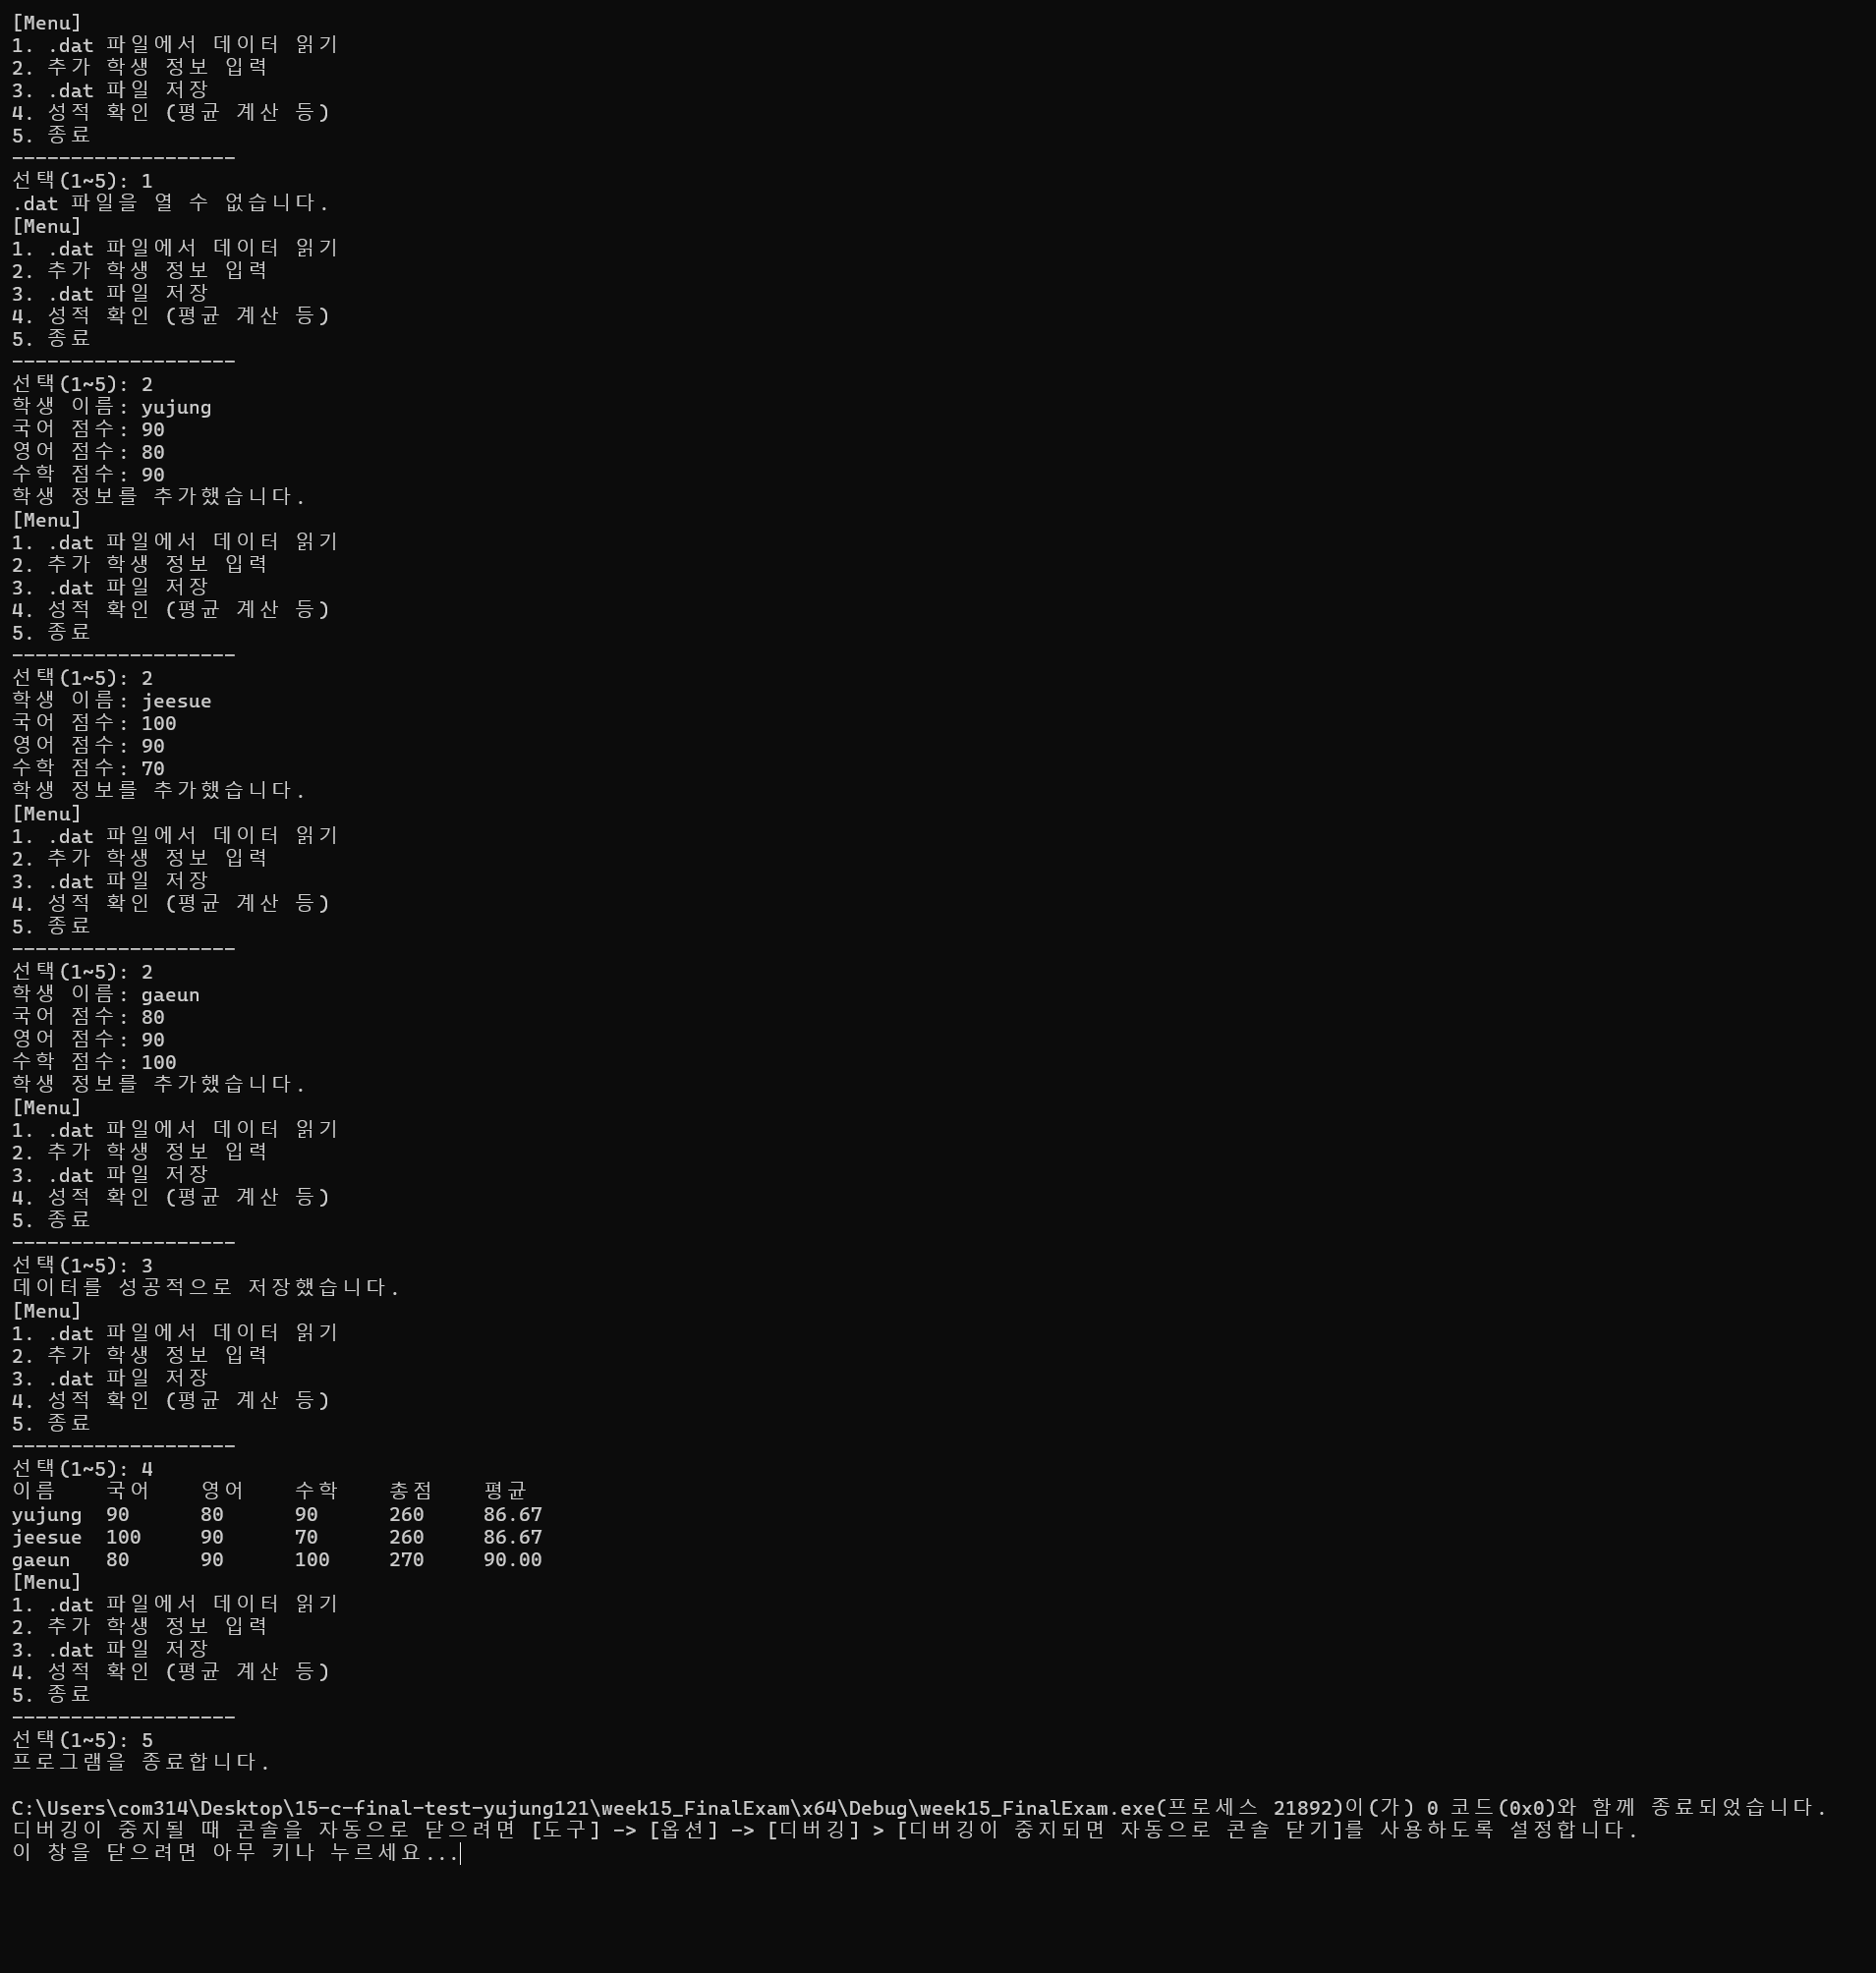 [Menu]
1. .dat 파일에서 데이터 읽기
2. 추가 학생 정보 입력
3. .dat 파일 저장
4. 성적 확인 (평균 계산 등)
5. 종료
-------------------
선택(1~5): 1
.dat 파일을 열 수 없습니다.
[Menu]
1. .dat 파일에서 데이터 읽기
2. 추가 학생 정보 입력
3. .dat 파일 저장
4. 성적 확인 (평균 계산 등)
5. 종료
-------------------
선택(1~5): 2
학생 이름: yujung
국어 점수: 90
영어 점수: 80
수학 점수: 90
학생 정보를 추가했습니다.
[Menu]
1. .dat 파일에서 데이터 읽기
2. 추가 학생 정보 입력
3. .dat 파일 저장
4. 성적 확인 (평균 계산 등)
5. 종료
-------------------
선택(1~5): 2
학생 이름: jeesue
국어 점수: 100
영어 점수: 90
수학 점수: 70
학생 정보를 추가했습니다.
[Menu]
1. .dat 파일에서 데이터 읽기
2. 추가 학생 정보 입력
3. .dat 파일 저장
4. 성적 확인 (평균 계산 등)
5. 종료
-------------------
선택(1~5): 2
학생 이름: gaeun
국어 점수: 80
영어 점수: 90
수학 점수: 100
학생 정보를 추가했습니다.
[Menu]
1. .dat 파일에서 데이터 읽기
2. 추가 학생 정보 입력
3. .dat 파일 저장
4. 성적 확인 (평균 계산 등)
5. 종료
-------------------
선택(1~5): 3
데이터를 성공적으로 저장했습니다.
[Menu]
1. .dat 파일에서 데이터 읽기
2. 추가 학생 정보 입력
3. .dat 파일 저장
4. 성적 확인 (평균 계산 등)
5. 종료
-------------------
선택(1~5): 4
이름 국어 영어 수학 총점 평균
yujung 90 80 90 260 86.67
jeesue 100 90 70 260 86.67
gaeun 80 90 100 270 90.00
[Menu]
1. .dat 파일에서 데이터 읽기
2. 추가 학생 정보 입력
3. .dat 파일 저장
4. 성적 확인 (평균 계산 등)
5. 종료
-------------------
선택(1~5): 5
프로그램을 종료합니다.
C:\Users\com314\Desktop\15-c-final-test-yujung121\week15_FinalExam\x64\Debug\week15_FinalExam.exe(프로세스 21892)이(가) 0 코드(0x0)와 함께 종료되었습니다.
디버깅이 중지될 때 콘솔을 자동으로 닫으려면 [도구] -> [옵션] -> [디버깅] > [디버깅이 중지되면 자동으로 콘솔 닫기]를 사용하도록 설정합니다.
이 창을 닫으려면 아무 키나 누르세요...